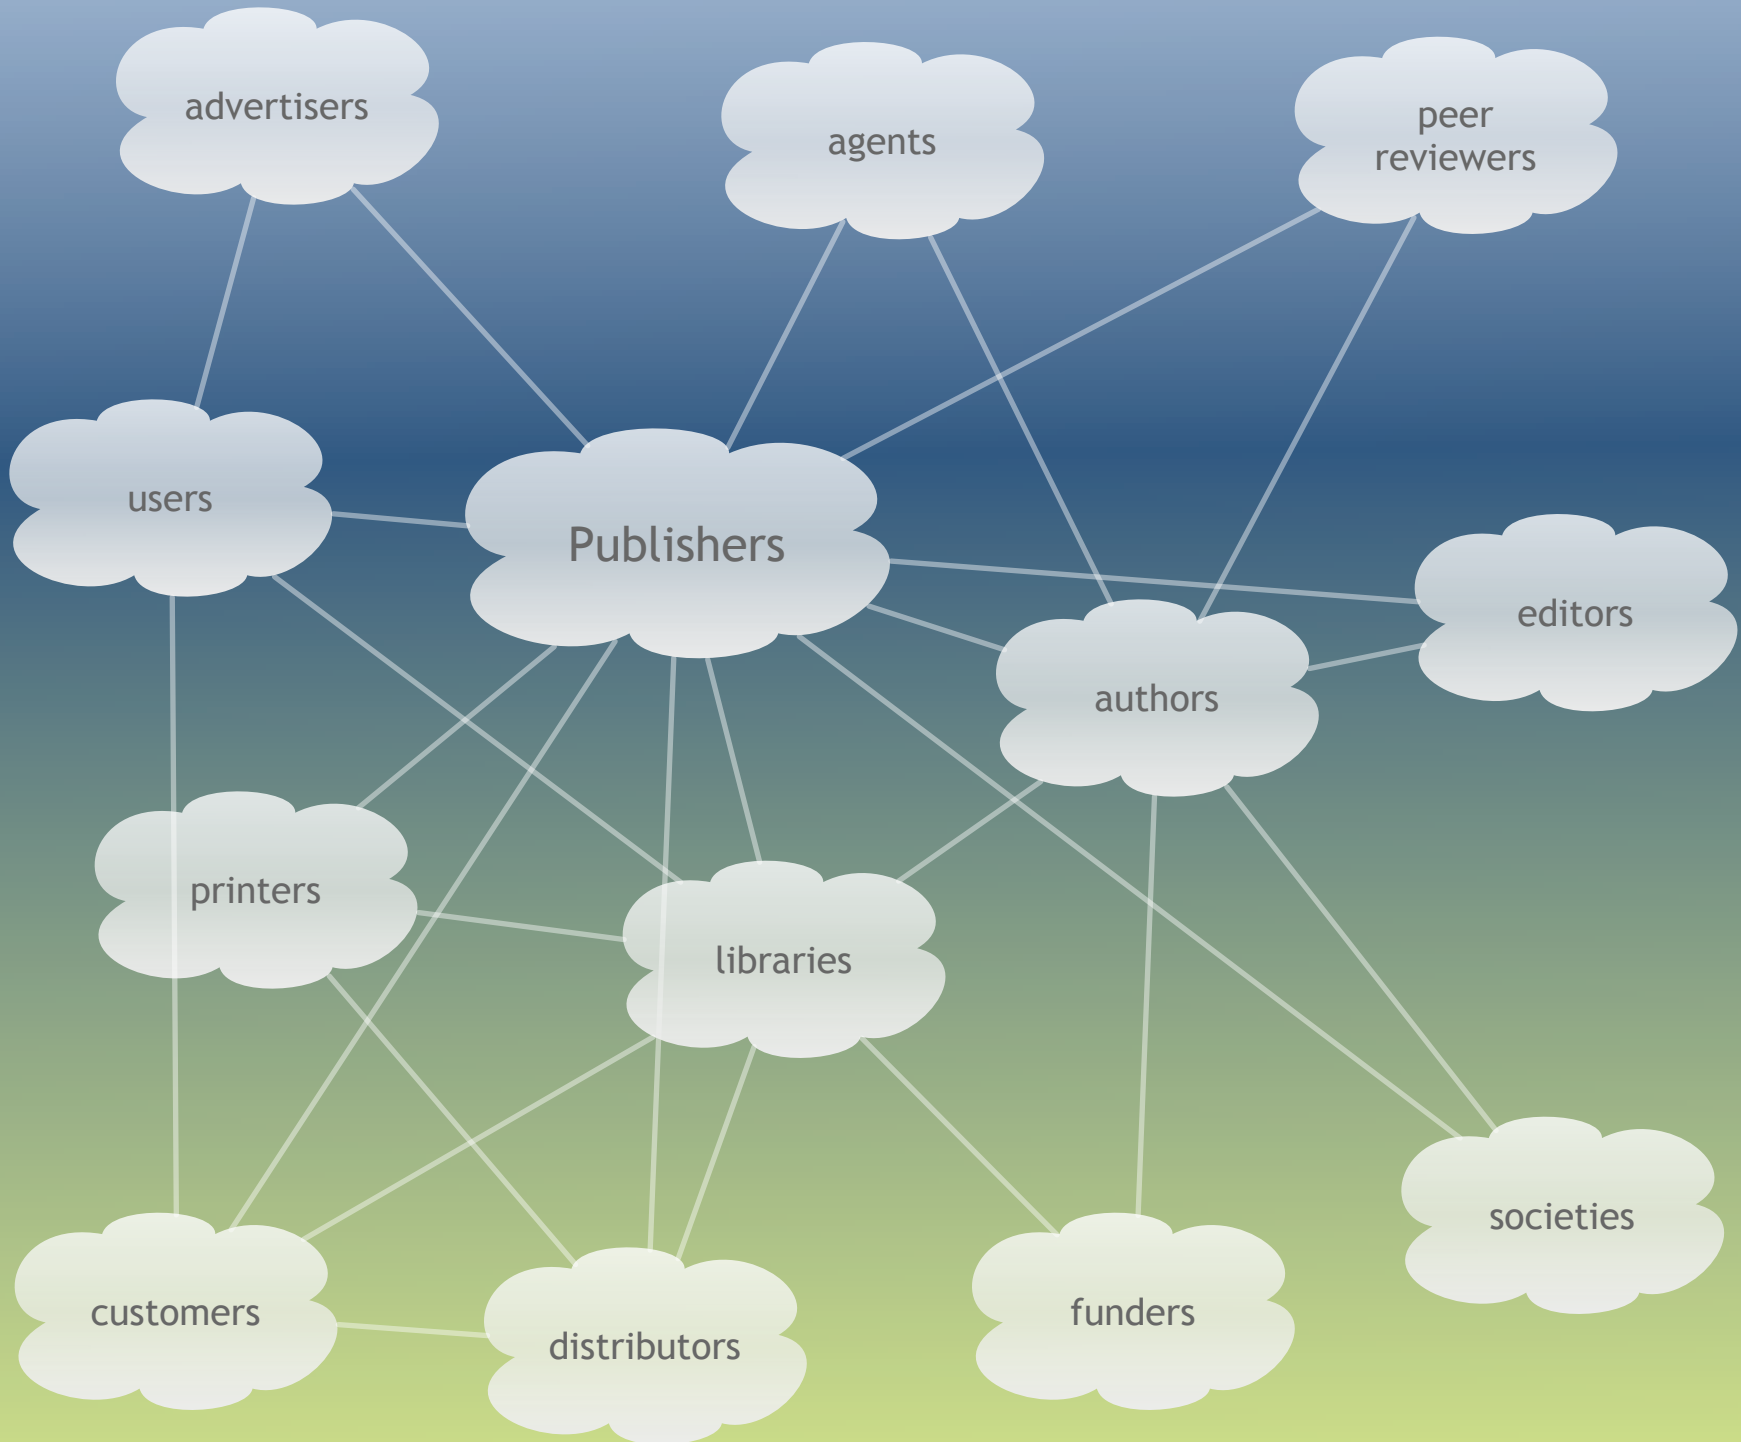 advertisers
agents
peer
reviewers
users
Publishers
editors
authors
printers
libraries
societies
customers
distributors
funders